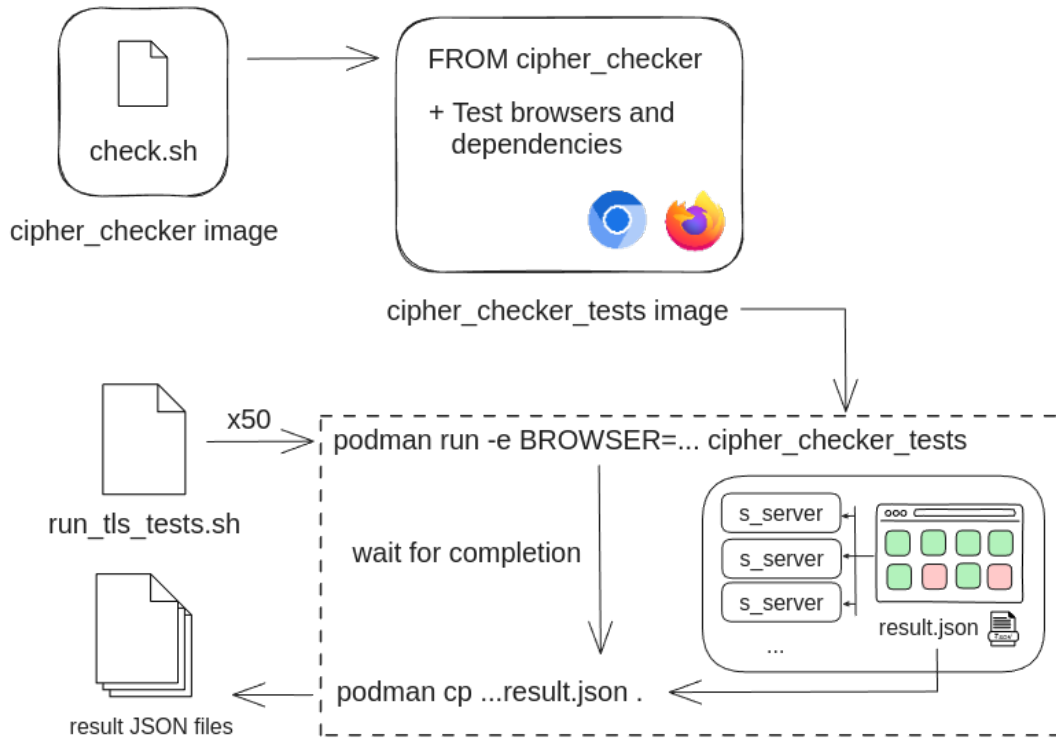 check.sh
cipher_checker image
FROM cipher_checker
+ Test browsers and
dependencies
cipher_checker_tests image
x50
run_tls_tests.sh
podman run -e BROWSER=... cipher_checker_tests
wait for completion
s_server
s_server
s_server
...
result.json
podman cp ...result.json .
result JSON files